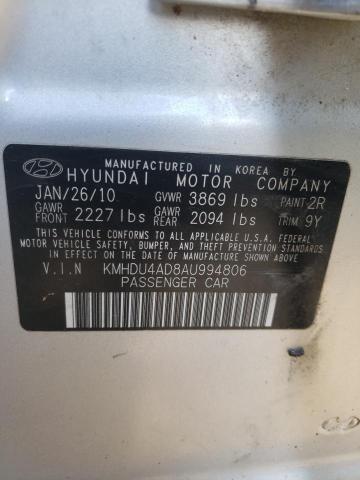 MANUFACTURED IN KOREA BY
HYUNDAI MOTOR COMPANY
JAN/26/10 GVWR 3869 lbs PAINT 2R
GAWR FRONT 2227 lbs GAWR REAR 2094 lbs TRIM 9Y
THIS VEHICLE CONFORMS TO ALL APPLICABLE U.S.A. FEDERAL
MOTOR VEHICLE SAFETY, BUMPER, AND THEFT PREVENTION STANDARDS
IN EFFECT ON THE DATE OF MANUFACTURE SHOWN ABOVE.
V.I.N KMHDU4AD8AU994806
PASSENGER CAR